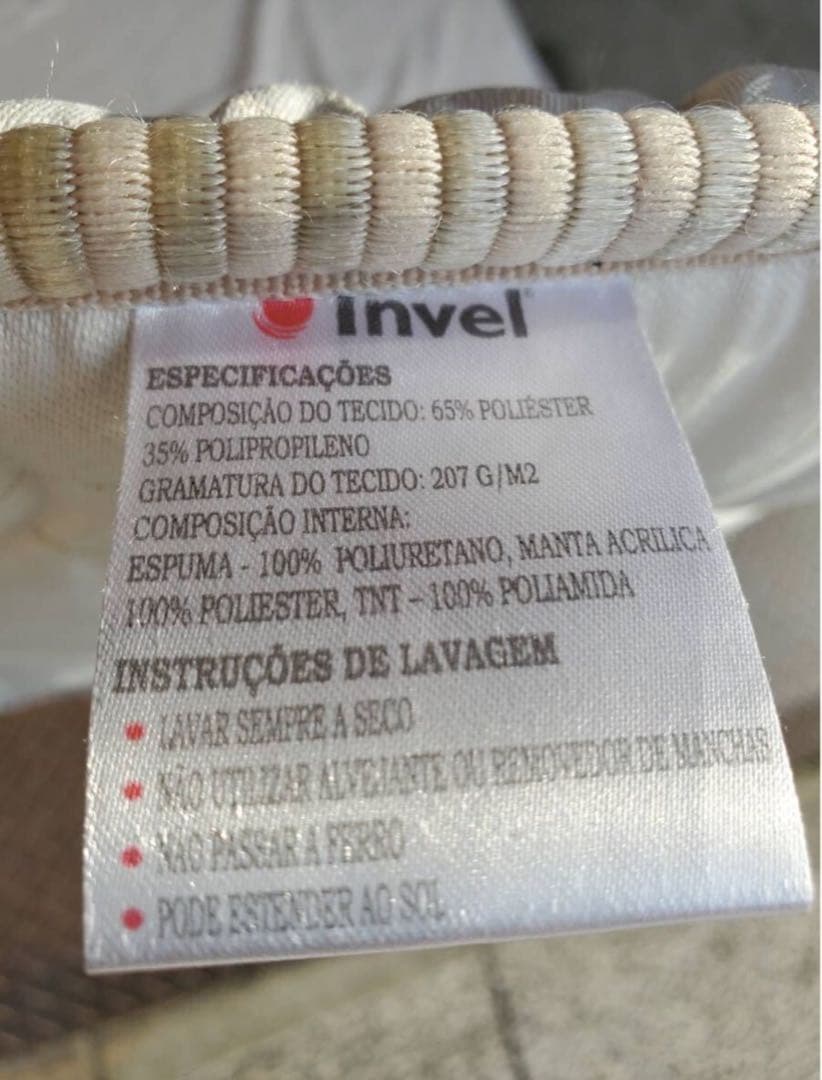 Invel
ESPECIFICAÇÕES
COMPOSIÇÃO DO TECIDO: 65% POLIÉSTER
35% POLIPROPILENO
GRAMATURA DO TECIDO: 207 G/M2
COMPOSIÇÃO INTERNA:
ESPUMA - 100% POLIURETANO, MANTA ACRILICA
100% POLIESTER, TNT - 100% POLIAMIDA
INSTRUÇÕES DE LAVAGEM
• LAVAR SEMPRE A SECO
• NÃO UTILIZAR ALVEJANTE OU REMOVEDOR DE MANCHAS
• NÃO PASSAR A FERRO
• PODE ESTENDER AO SOL